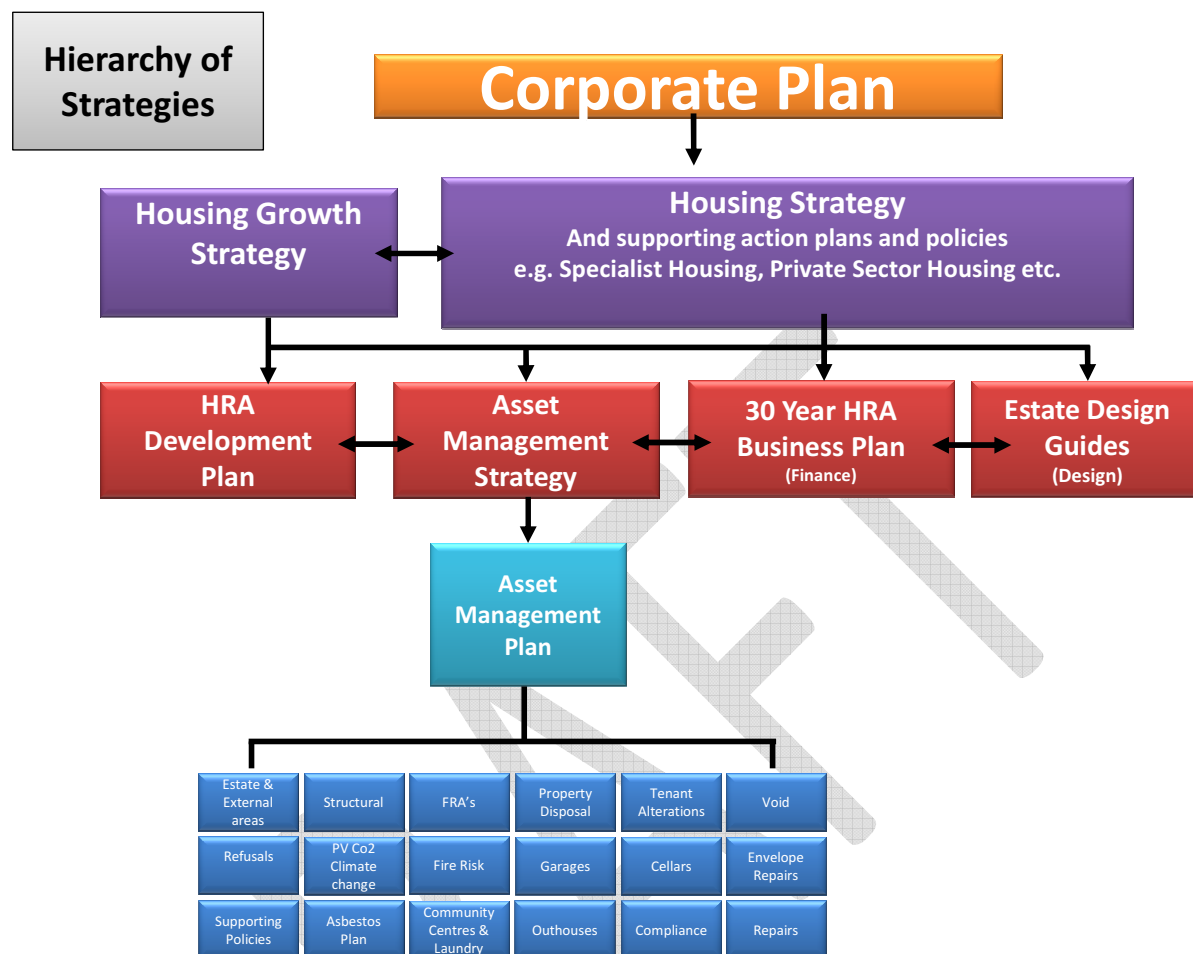 Hierarchy of
Strategies
Corporate Plan
Housing Growth
Strategy
Housing Strategy
And supporting action plans and policies
e.g. Specialist Housing, Private Sector Housing etc.
HRA
Development
Plan
Asset
Management
Strategy
30 Year HRA
Business Plan
(Finance)
Estate Design
Guides
(Design)
Asset
Management
Plan
Estate &
External
areas
Structural
FRA's
Property
Disposal
Tenant
Alterations
Void
Refusals
PV Co2
Climate
change
Fire Risk
Garages
Cellars
Envelope
Repairs
Supporting
Policies
Asbestos
Plan
Community
Centres &
Laundry
Outhouses
Compliance
Repairs